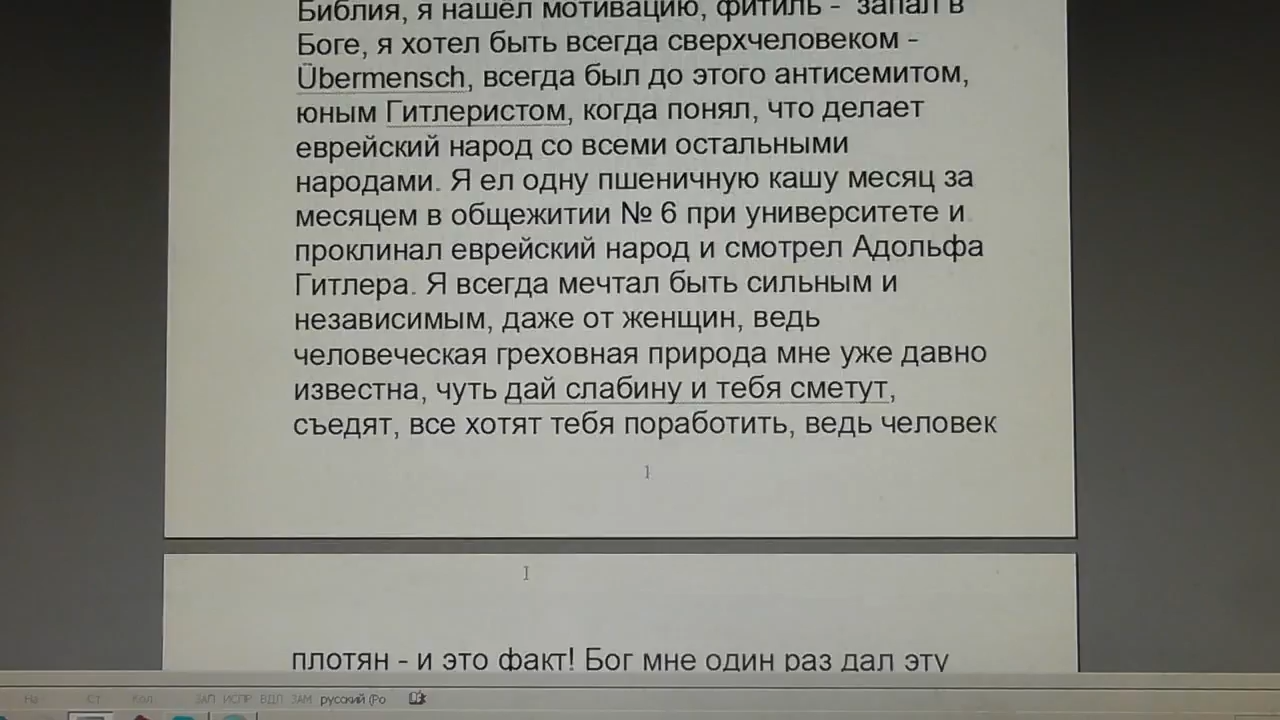 Библия, я нашёл мотивацию, фитиль - запал в
Боге, я хотел быть всегда сверхчеловеком -
Übermensch, всегда был до этого антисемитом,
юным Гитлеристом, когда понял, что делает
еврейский народ со всеми остальными
народами. Я ел одну пшеничную кашу месяц за
месяцем в общежитии № 6 при университете и
проклинал еврейский народ и смотрел Адольфа
Гитлера. Я всегда мечтал быть сильным и
независимым, даже от женщин, ведь
человеческая греховная природа мне уже давно
известна, чуть дай слабину и тебя сметут,
съедят, все хотят тебя поработить, ведь человек
1
плотян - и это факт! Бог мне один раз дал эту
На Ст Кол ЗАП ИСПР ВДЛ ЗАМ русский (Ро